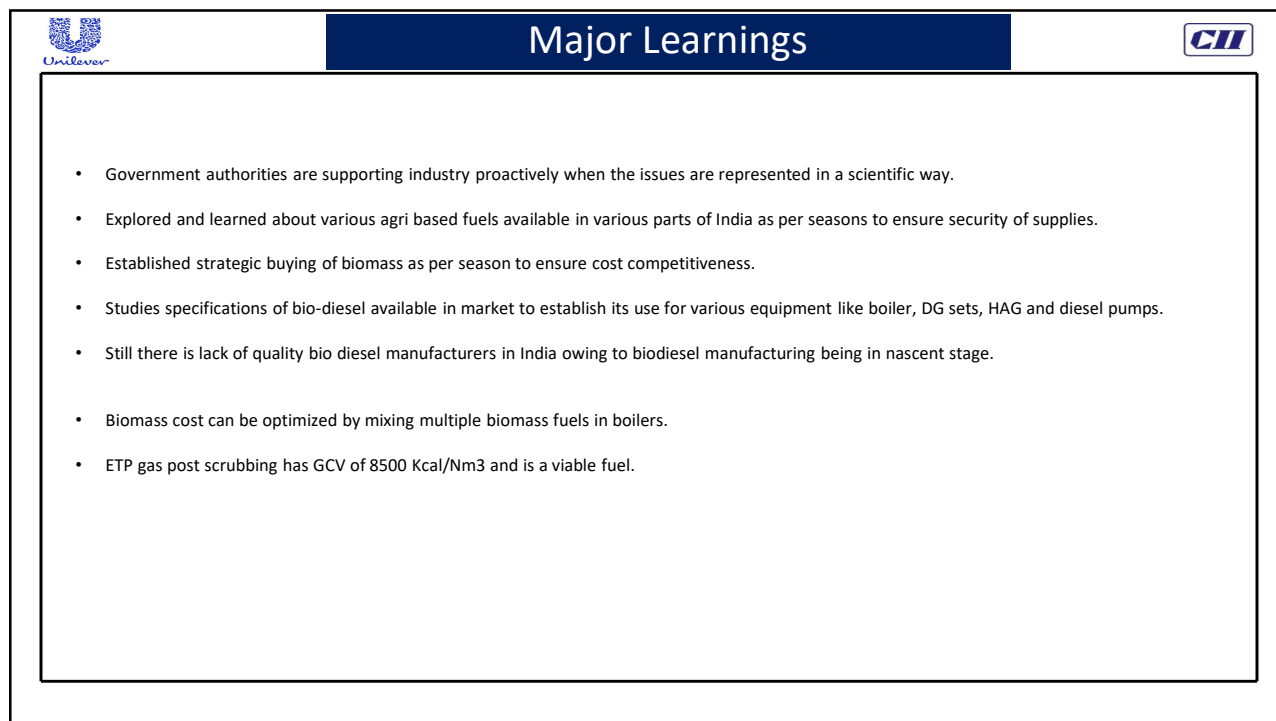 Unilever
Major Learnings
CII
• Government authorities are supporting industry proactively when the issues are represented in a scientific way.
• Explored and learned about various agri based fuels available in various parts of India as per seasons to ensure security of supplies.
• Established strategic buying of biomass as per season to ensure cost competitiveness.
• Studies specifications of bio-diesel available in market to establish its use for various equipment like boiler, DG sets, HAG and diesel pumps.
• Still there is lack of quality bio diesel manufacturers in India owing to biodiesel manufacturing being in nascent stage.
• Biomass cost can be optimized by mixing multiple biomass fuels in boilers.
• ETP gas post scrubbing has GCV of 8500 Kcal/Nm3 and is a viable fuel.